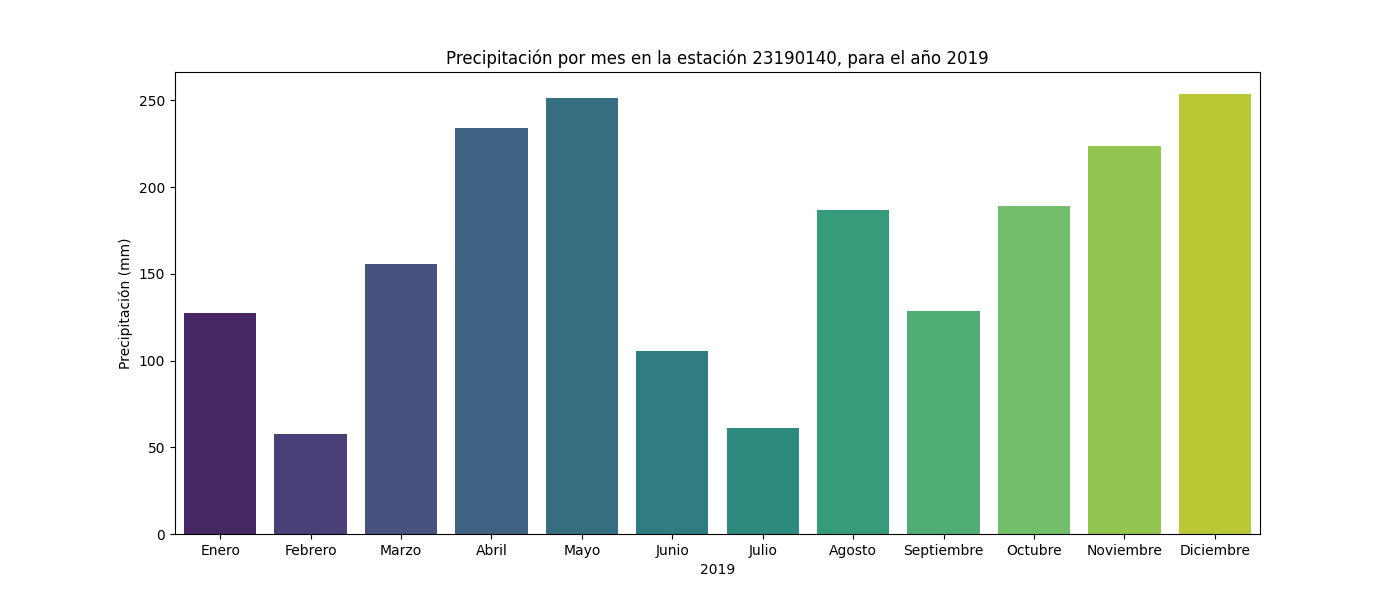 Precipitación por mes en la estación 23190140, para el año 2019
Precipitación (mm)
250
200
150
100
50
0
Enero Febrero Marzo Abril Mayo Junio Julio Agosto Septiembre Octubre Noviembre Diciembre
2019